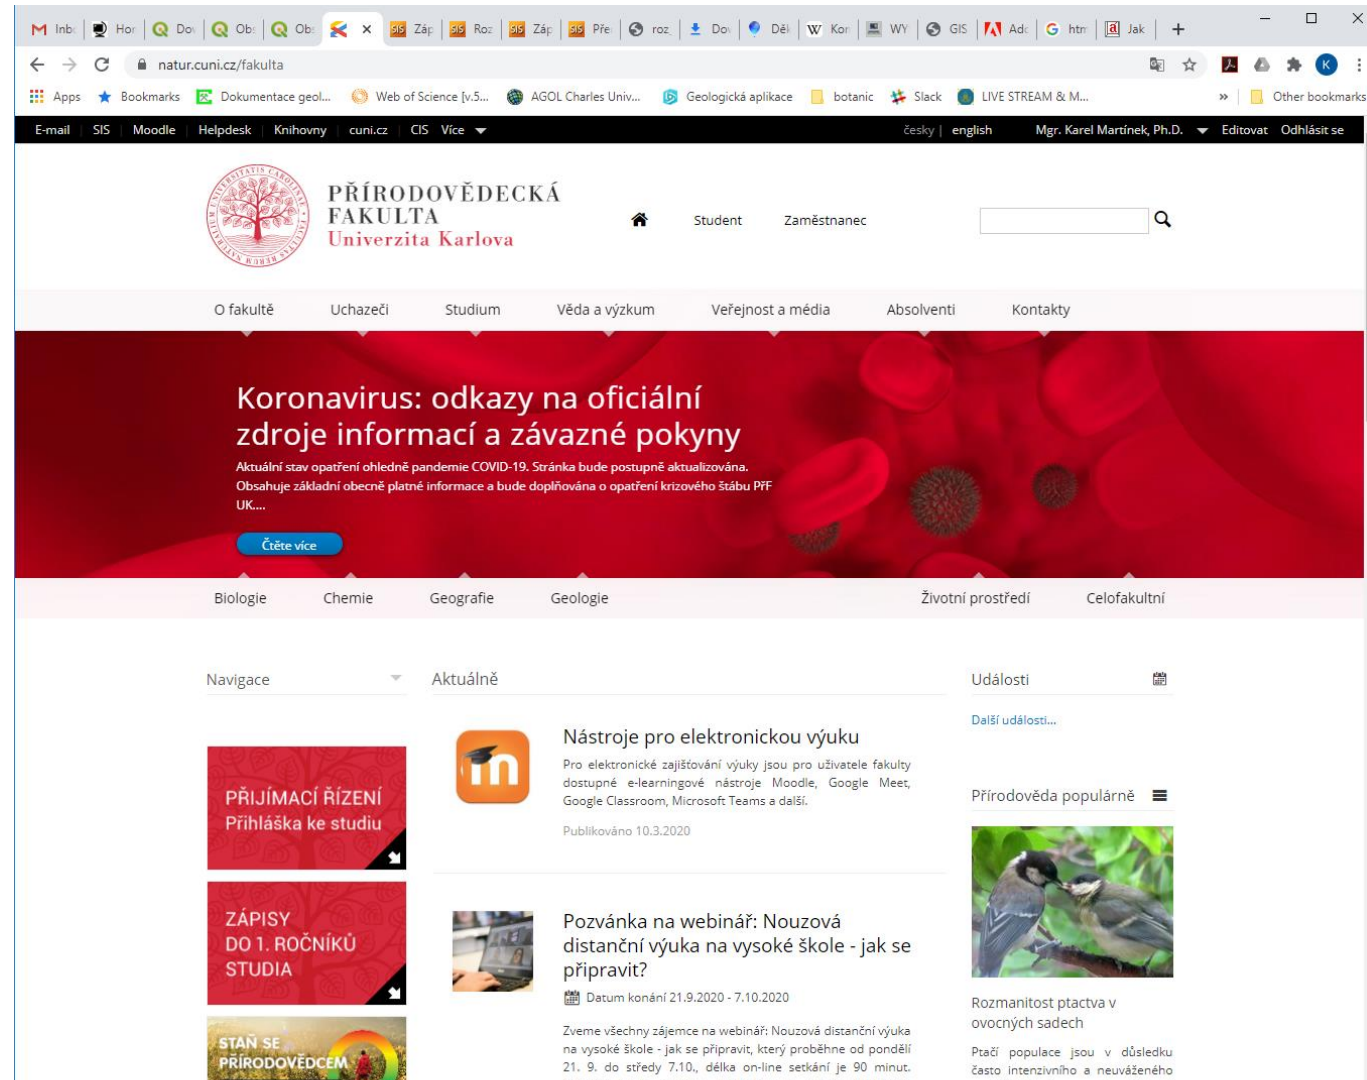 Inb
Hor
Dov
Ob:
Ob:
Záp
Roz
Záp
Pře
roz
Dov
Děl
Kor
WY
GIS
Adc
htm
Jak
natur.cuni.cz/fakulta
Apps Bookmarks Dokumentace geol... Web of Science [v.5... AGOL Charles Univ... Geologická aplikace botanic Slack LIVE STREAM & M... » Other bookmarks
E-mail SIS Moodle Helpdesk Knihovny cuni.cz CIS Více česky | english Mgr. Karel Martínek, Ph.D. Editovat Odhlásit se
PŘÍRODOVĚDECKÁ
FAKULTA
Univerzita Karlova
Student Zaměstnanec
O fakultě Uchazeči Studium Věda a výzkum Veřejnost a média Absolventi Kontakty
Koronavirus: odkazy na oficiální
zdroje informací a závazné pokyny
Aktuální stav opatření ohledně pandemie COVID-19. Stránka bude postupně aktualizována.
Obsahuje základní obecně platné informace a bude doplňována o opatření krizového štábu PřF
UK....
Čtěte více
Biologie Chemie Geografie Geologie Životní prostředí Celofakultní
Navigace
PŘIJÍMACÍ ŘÍZENÍ
Přihláška ke studiu
ZÁPISY
DO 1. ROČNÍKŮ
STUDIA
STAŇ SE
PŘÍRODOVĚDCEM
Aktuálně
Nástroje pro elektronickou výuku
Pro elektronické zajišťování výuky jsou pro uživatele fakulty
dostupné e-learningové nástroje Moodle, Google Meet,
Google Classroom, Microsoft Teams a další.
Publikováno 10.3.2020
Pozvánka na webinář: Nouzová
distanční výuka na vysoké škole - jak se
připravit?
Datum konání 21.9.2020 - 7.10.2020
Zveme všechny zájemce na webinář: Nouzová distanční výuka
na vysoké škole - jak se připravit, který proběhne od pondělí
21. 9. do středy 7.10., délka on-line setkání je 90 minut.
Události
Další události...
Přírodověda populárně
Rozmanitost ptactva v
ovocných sadech
Ptačí populace jsou v důsledku
často intenzivního a neuváženého